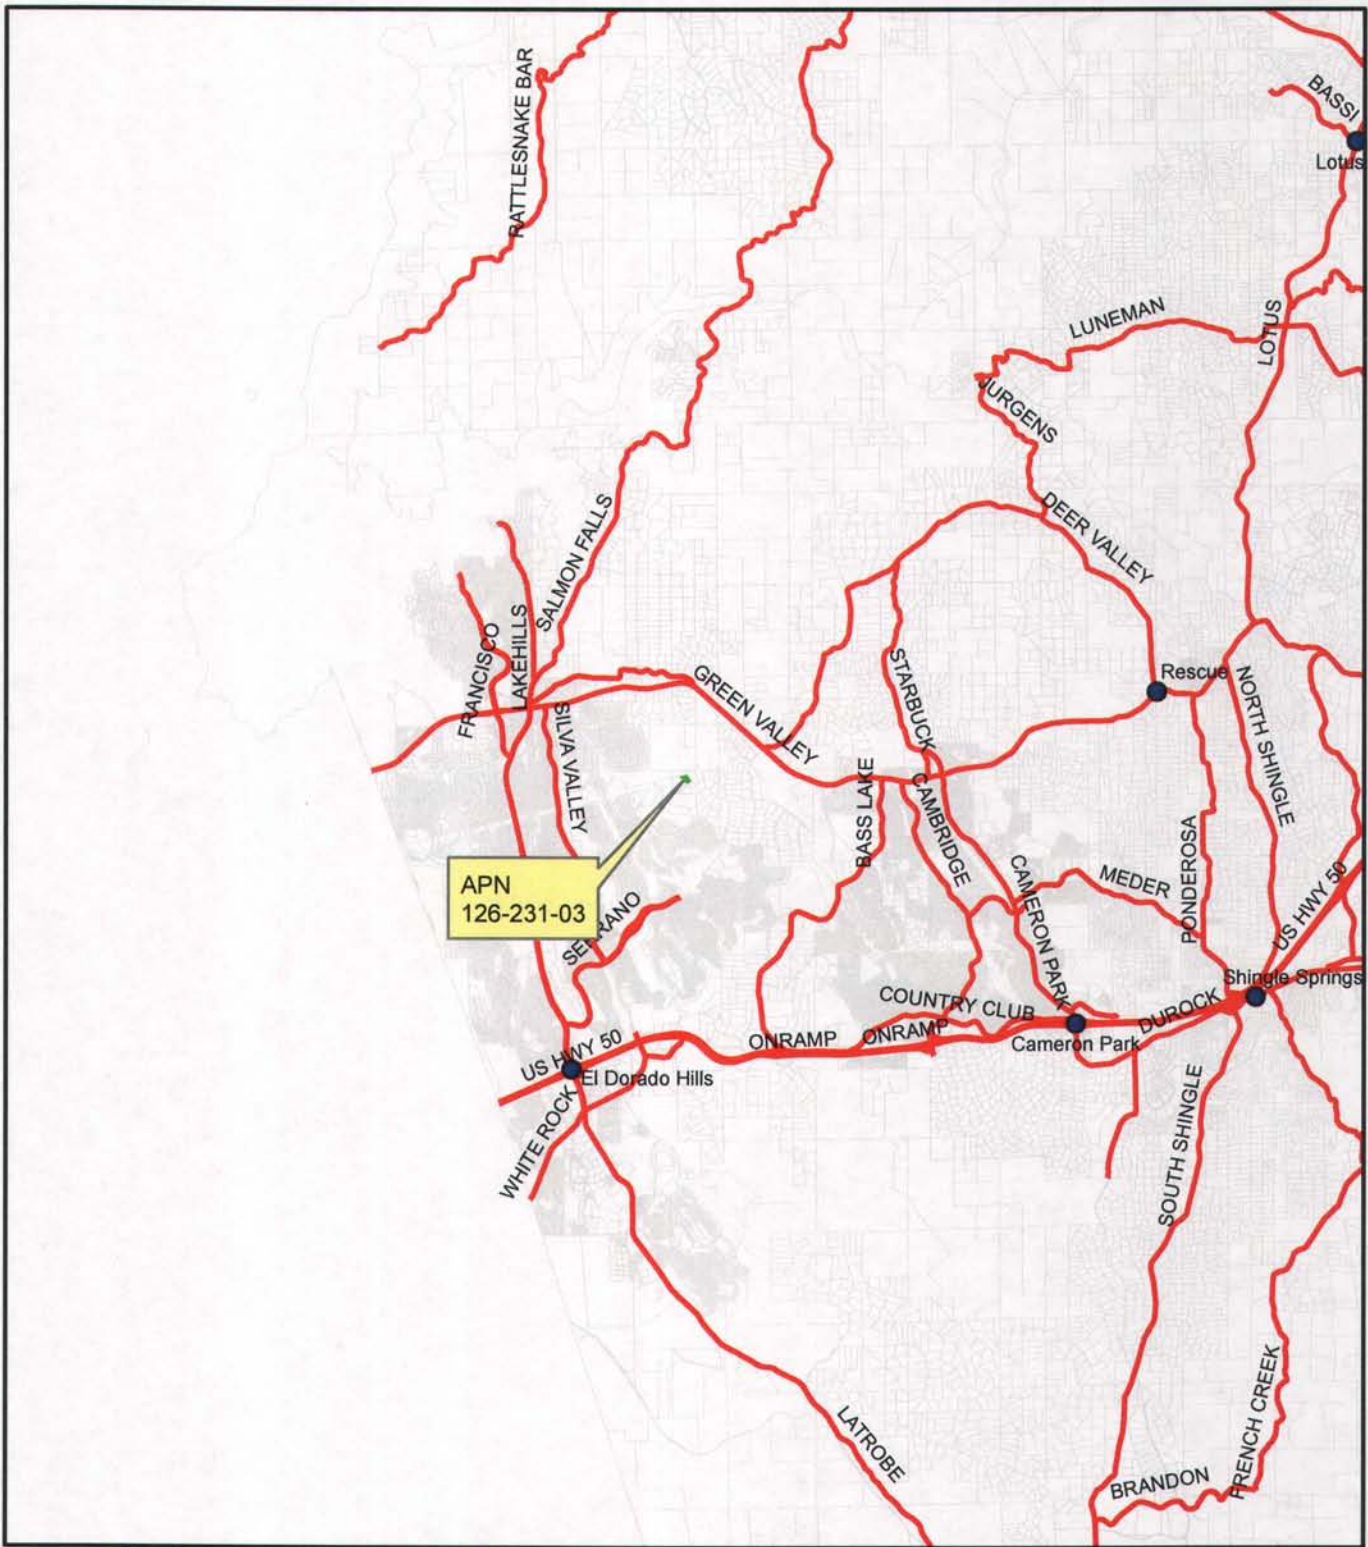 RATTLESNAKE BAR
BASSI
Lotus
LUNEMAN
LOTUS
JURGENS
DEER VALLEY
SALMON FALLS
LAKEHILLS
FRANCISCO
GREEN VALLEY
STARBUCK
Rescue
NORTH SHINGLE
SILVA VALLEY
BASS LAKE
CAMBRIDGE
PONDEROSA
APN
126-231-03
CAMERON PARK
MEDER
US HWY 50
SERRANO
Shingle Springs
COUNTRY CLUB
DUROCK
ONRAMP
ONRAMP
Cameron Park
US HWY 50
El Dorado Hills
WHITE ROCK
SOUTH SHINGLE
LATROBE
FRENCH CREEK
BRANDON